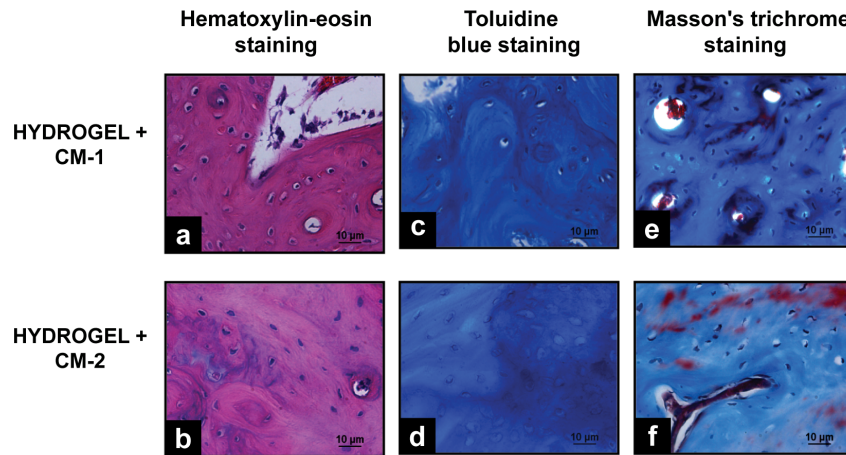 Hematoxylin-eosin
staining
Toluidine
blue staining
Masson's trichrome
staining
HYDROGEL +
CM-1
a
10 µm
c
10 µm
e
10 µm
HYDROGEL +
CM-2
b
10 µm
d
10 µm
f
10 µm